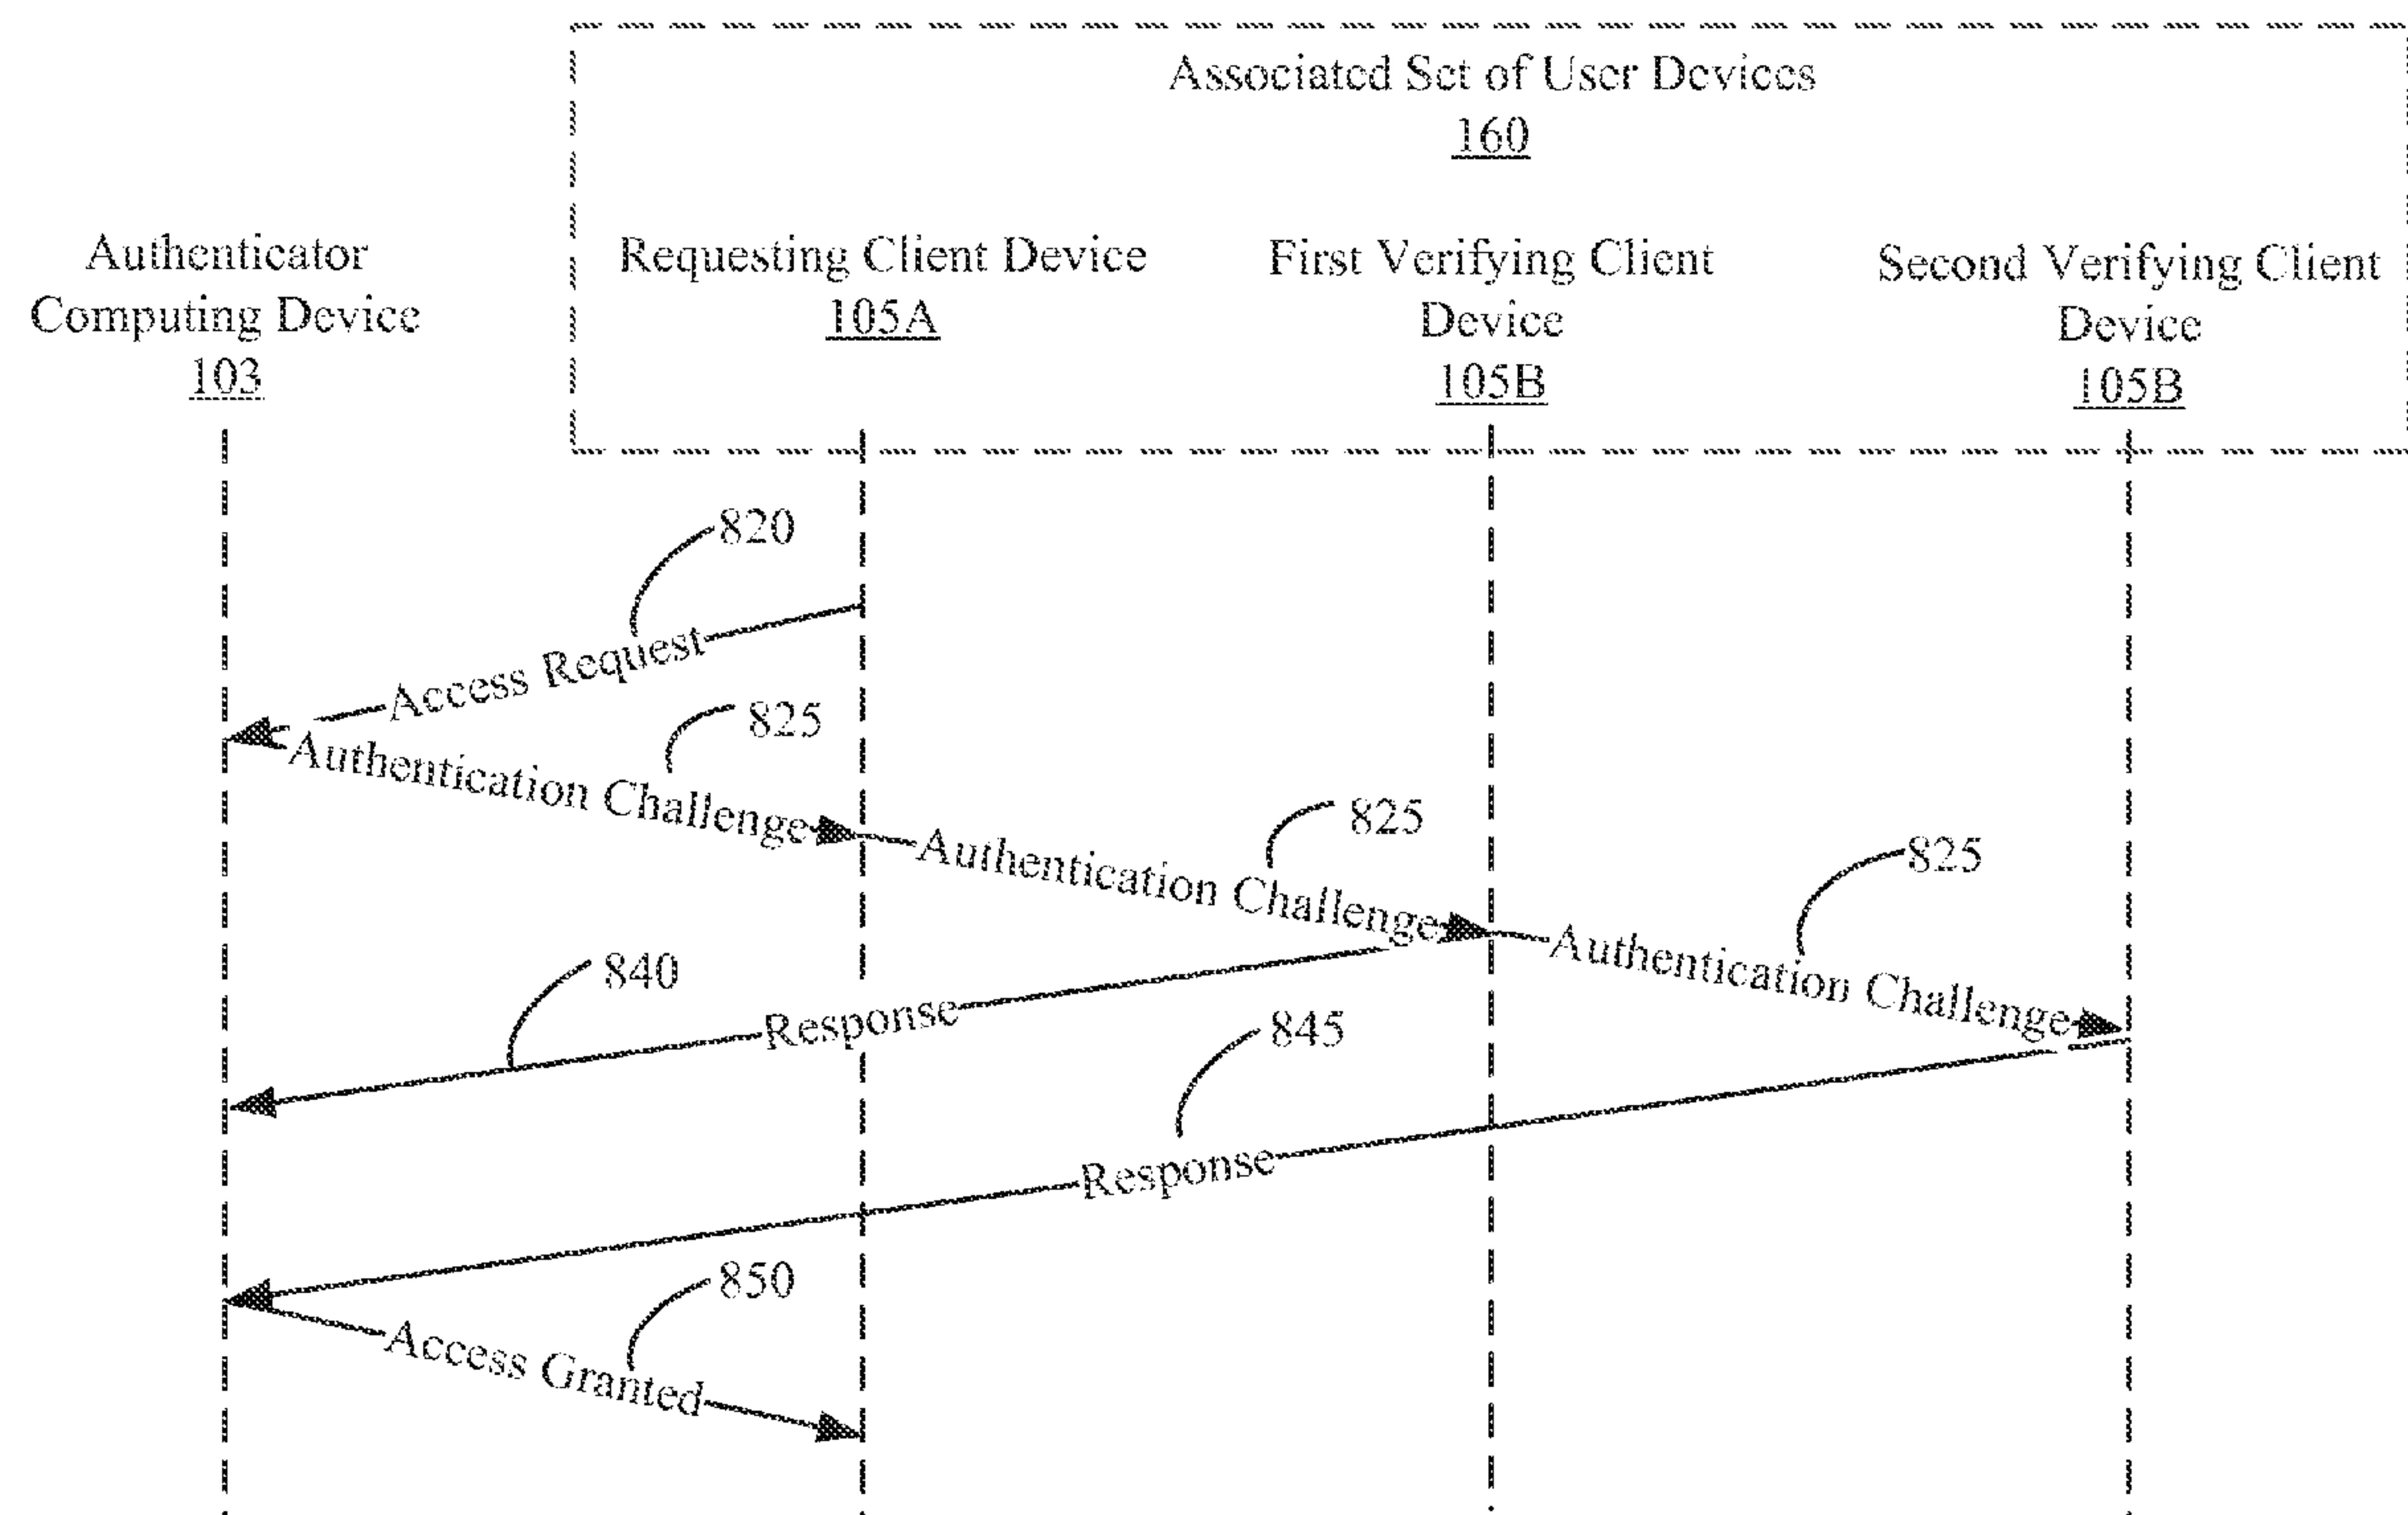 Associated Set of User Devices
160
Authenticator
Computing Device
103
Requesting Client Device
105A
First Verifying Client
Device
105B
Second Verifying Client
Device
105B
820
Access Request
825
Authentication Challenge
825
Authentication Challenge
825
Authentication Challenge
840
Response
845
Response
850
Access Granted